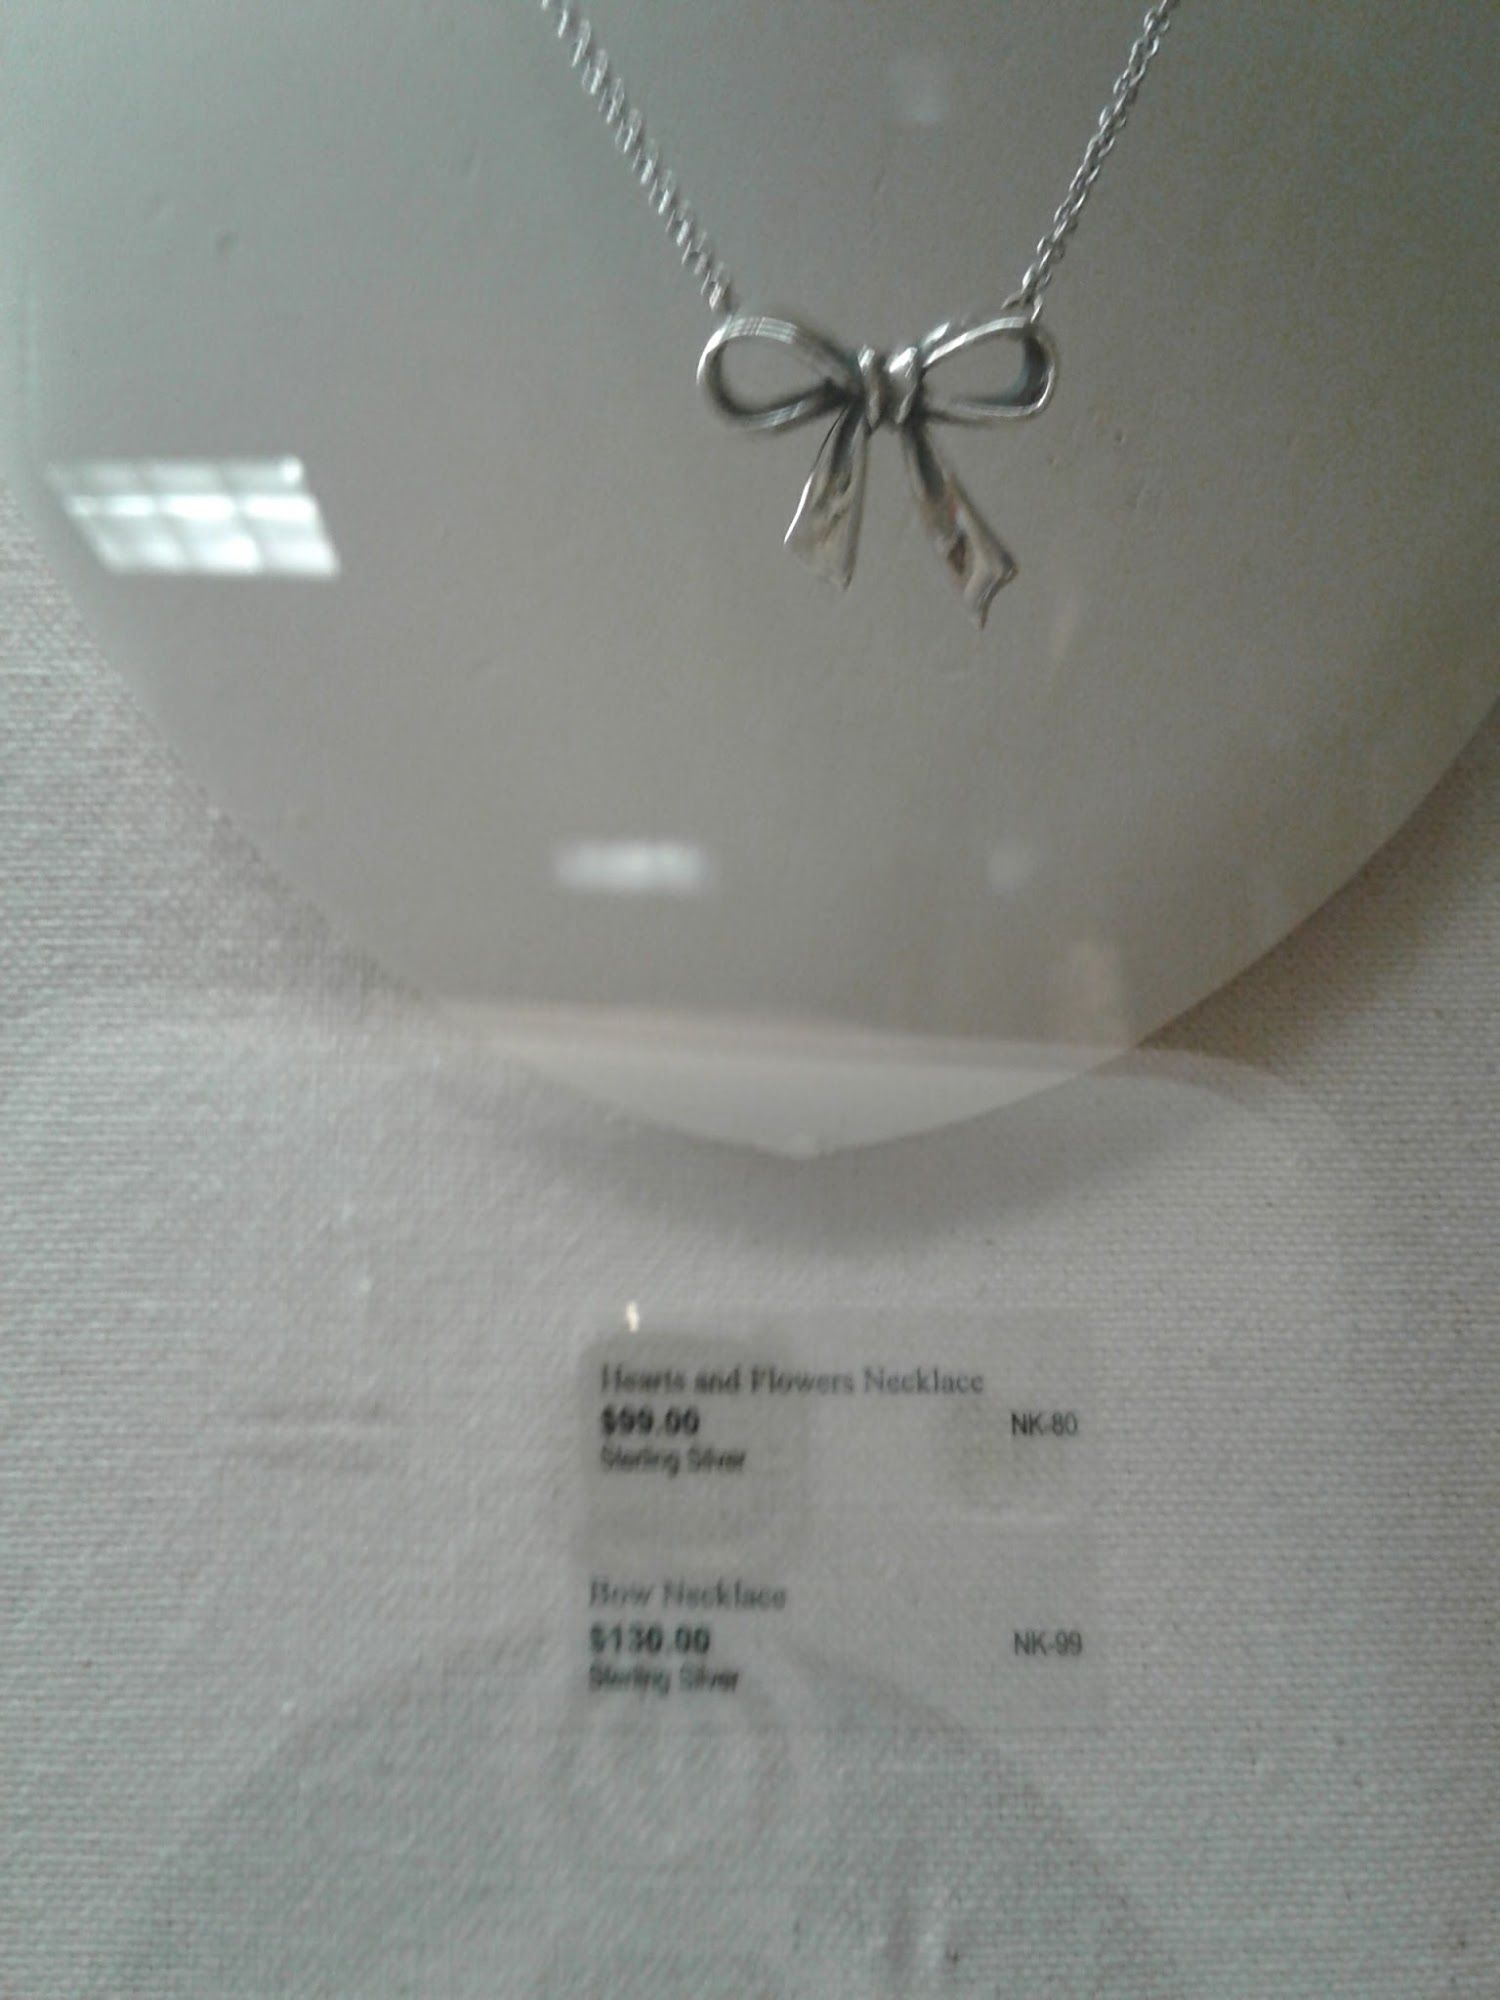 Hearts and Flowers Necklace
$99.00 NK-80
Sterling Silver
Bow Necklace
$130.00 NK-99
Sterling Silver